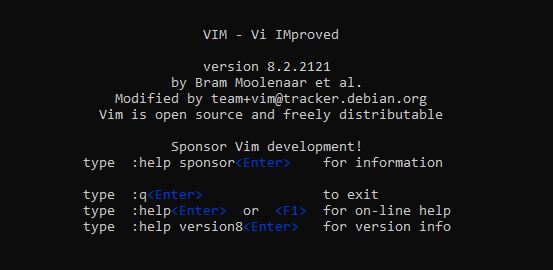 VIM - Vi IMproved
version 8.2.2121
by Bram Moolenaar et al.
Modified by team+vim@tracker.debian.org
Vim is open source and freely distributable
Sponsor Vim development!
type :help sponsor<Enter> for information
type :q<Enter> to exit
type :help<Enter> or <F1> for on-line help
type :help version8<Enter> for version info